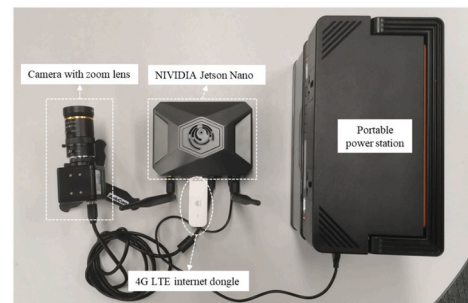 Camera with zoom lens
NIVIDIA Jetson Nano
Portable
power station
4G LTE internet dongle